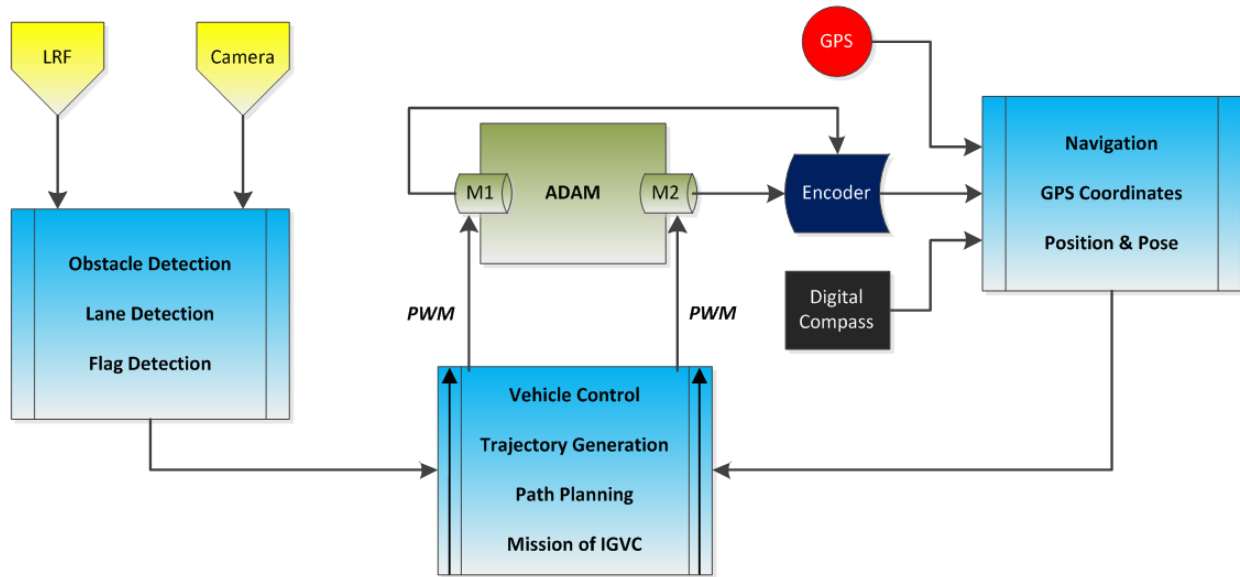 LRF
Camera
GPS
M1
ADAM
M2
Encoder
Navigation
GPS Coordinates
Position & Pose
Obstacle Detection
Lane Detection
Flag Detection
Digital
Compass
PWM
PWM
Vehicle Control
Trajectory Generation
Path Planning
Mission of IGVC